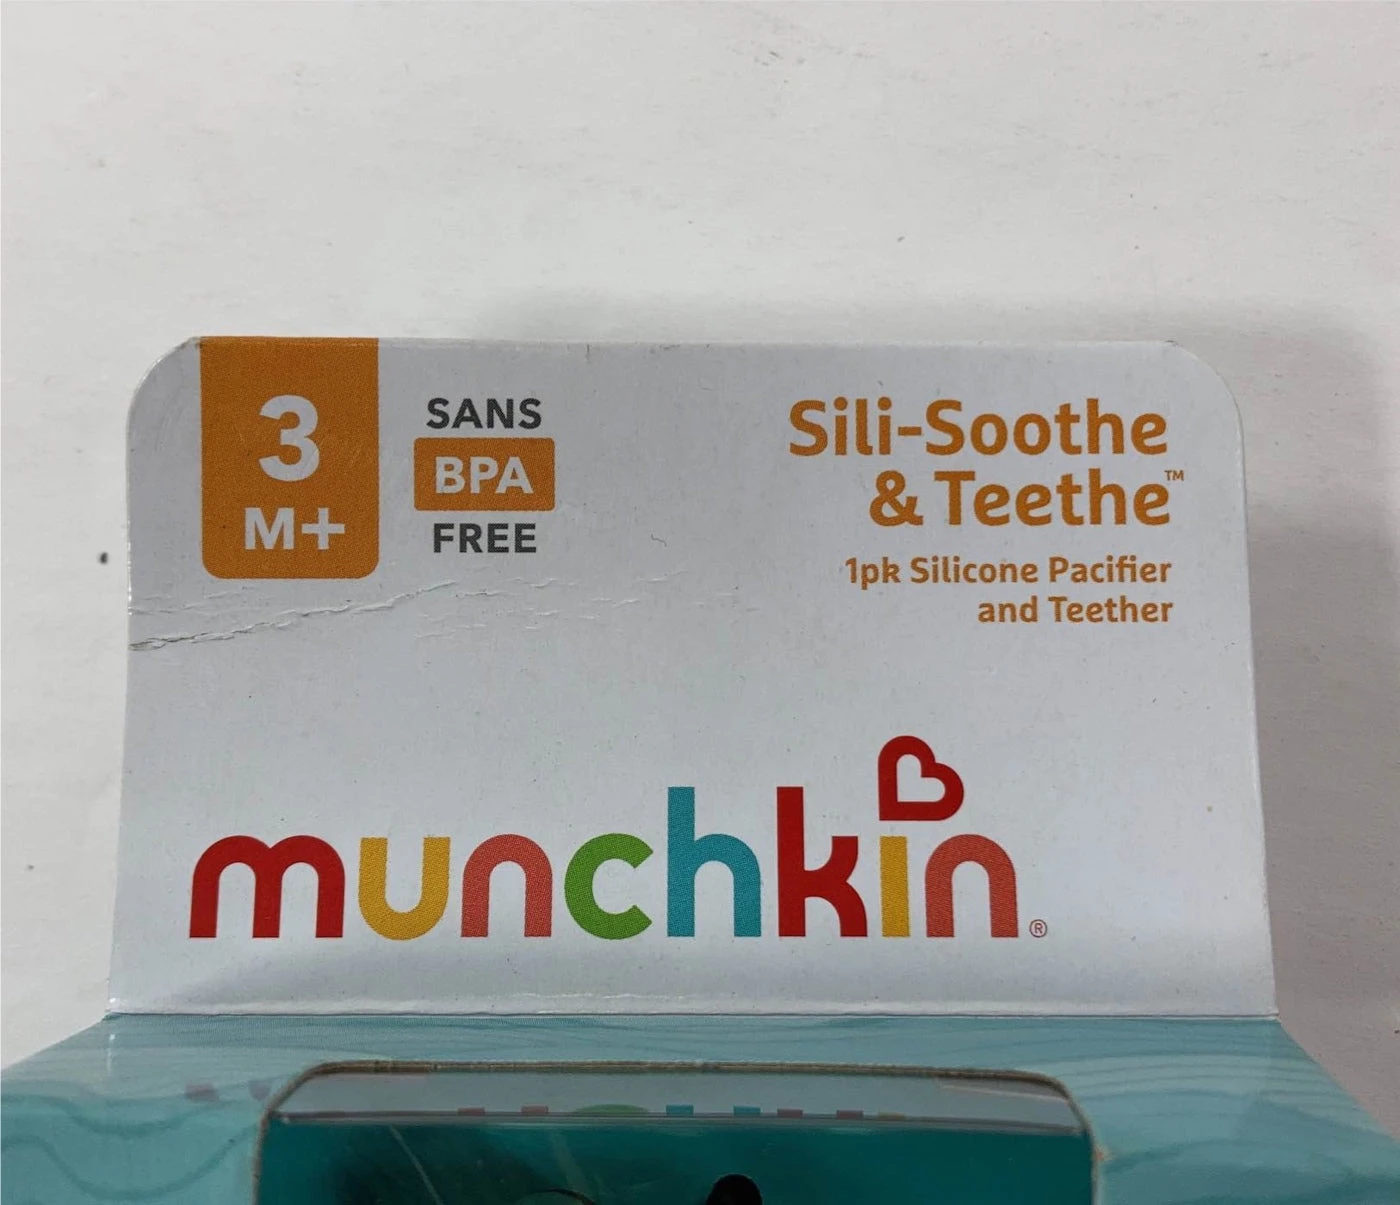 3
M+
SANS
BPA
FREE
Sili-Soothe
& Teethe™
1pk Silicone Pacifier
and Teether
munchkin®